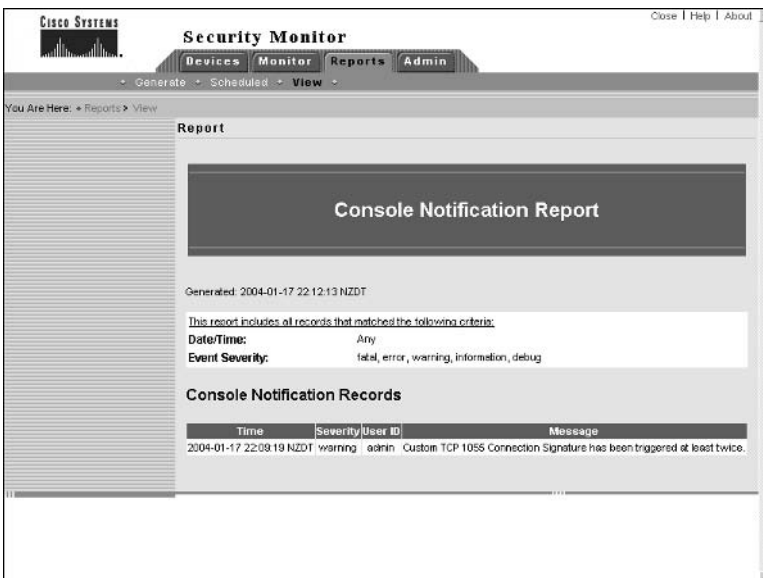 Close | Help | About
CISCO SYSTEMS
Security Monitor
Devices Monitor Reports Admin
Generate Scheduled View
You Are Here: Reports > View
Report
Console Notification Report
Generated: 2004-01-17 22:12:13 NZDT
This report includes all records that matched the following criteria:
Date/Time: Any
Event Severity: fatal, error, warning, information, debug
Console Notification Records
Time Severity User ID Message
2004-01-17 22:09:19 NZDT warning admin Custom TCP 1055 Connection Signature has been triggered at least twice.